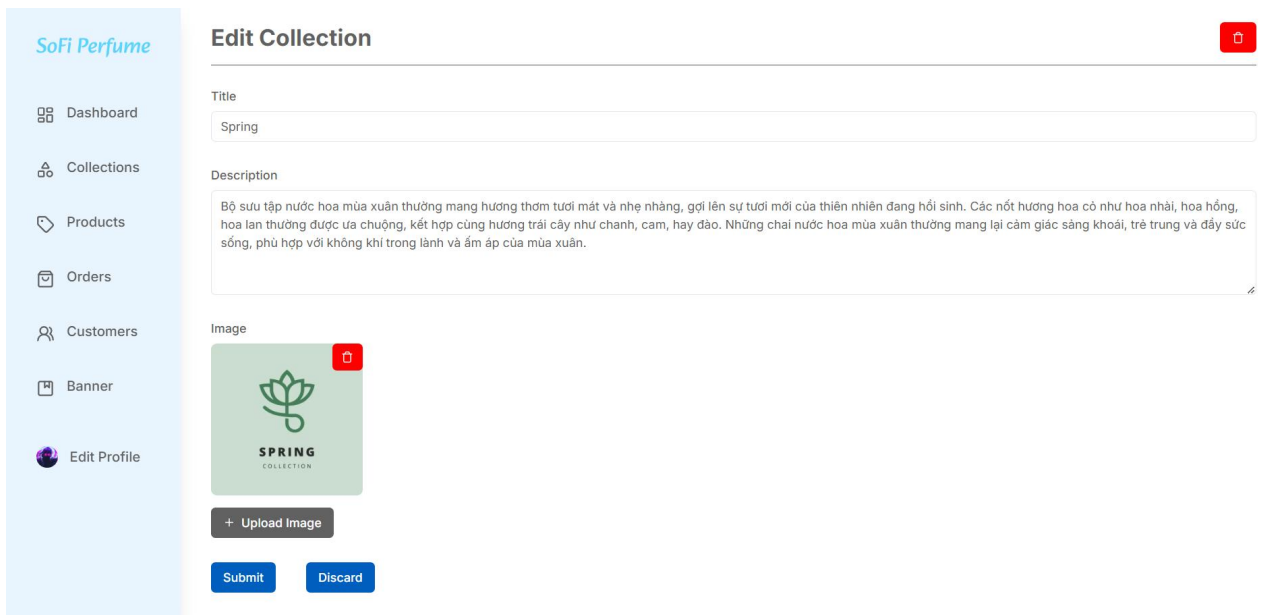 SoFi Perfume
Dashboard
Collections
Products
Orders
Customers
Banner
Edit Profile
Edit Collection
Title
Spring
Description
Bộ sưu tập nước hoa mùa xuân thường mang hương thơm tươi mát và nhẹ nhàng, gợi lên sự tươi mới của thiên nhiên đang hồi sinh. Các nốt hương hoa cỏ như hoa nhài, hoa hồng,
hoa lan thường được ưa chuộng, kết hợp cùng hương trái cây như chanh, cam, hay đào. Những chai nước hoa mùa xuân thường mang lại cảm giác sảng khoái, trẻ trung và đầy sức
sống, phù hợp với không khí trong lành và ấm áp của mùa xuân.
Image
SPRING
COLLECTION
+ Upload Image
Submit
Discard